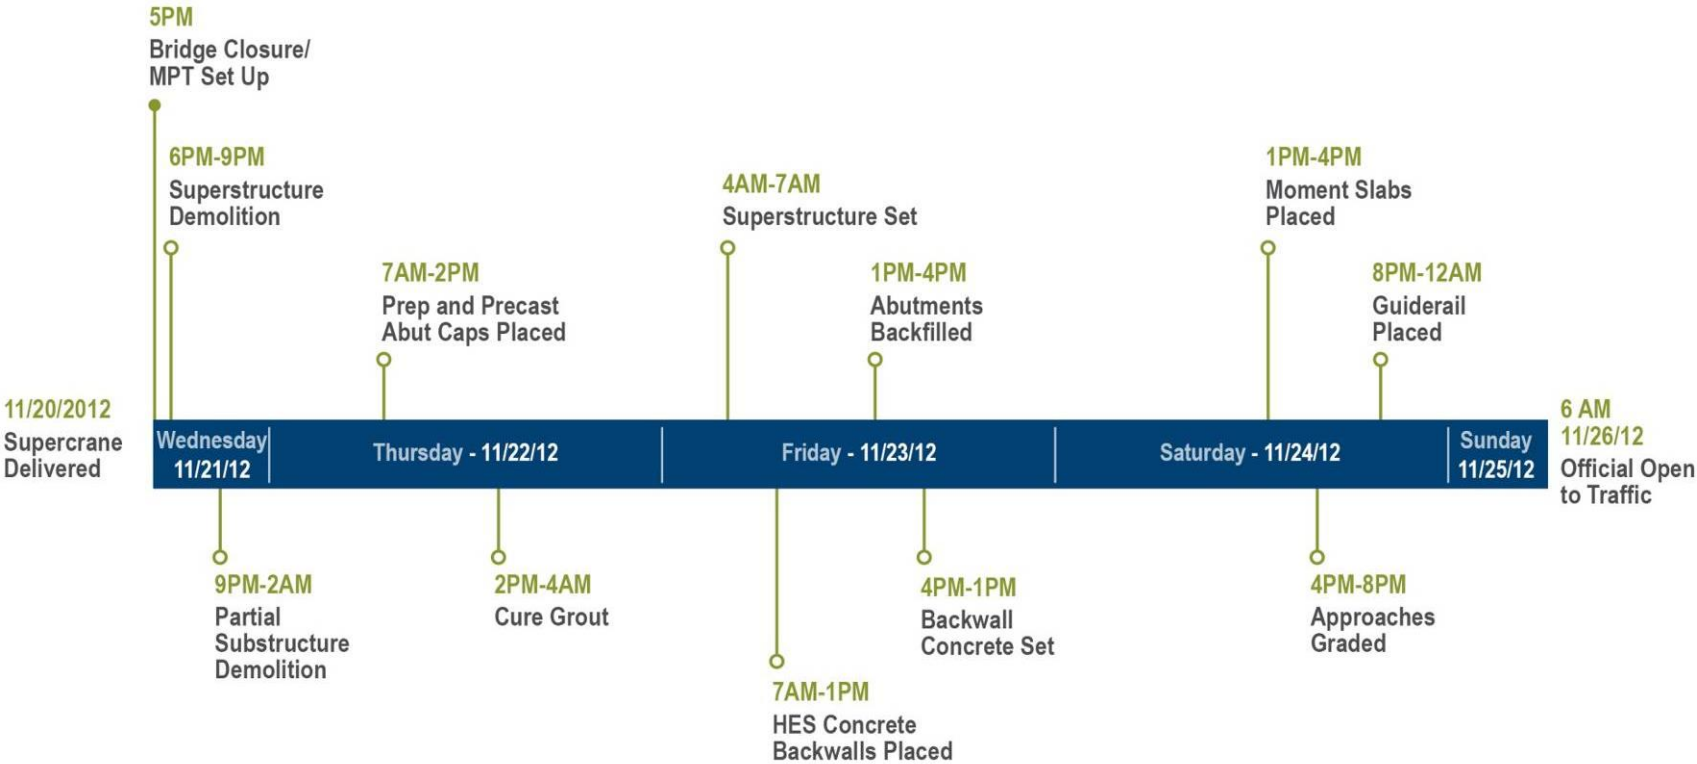 5PM
Bridge Closure/
MPT Set Up
6PM-9PM
Superstructure
Demolition
7AM-2PM
Prep and Precast
Abut Caps Placed
4AM-7AM
Superstructure Set
1PM-4PM
Abutments
Backfilled
1PM-4PM
Moment Slabs
Placed
8PM-12AM
Guiderail
Placed
11/20/2012
Supercrane
Delivered
Wednesday
11/21/12
Thursday - 11/22/12
Friday - 11/23/12
Saturday - 11/24/12
Sunday
11/25/12
6 AM
11/26/12
Official Open
to Traffic
9PM-2AM
Partial
Substructure
Demolition
2PM-4AM
Cure Grout
7AM-1PM
HES Concrete
Backwalls Placed
4PM-1PM
Backwall
Concrete Set
4PM-8PM
Approaches
Graded